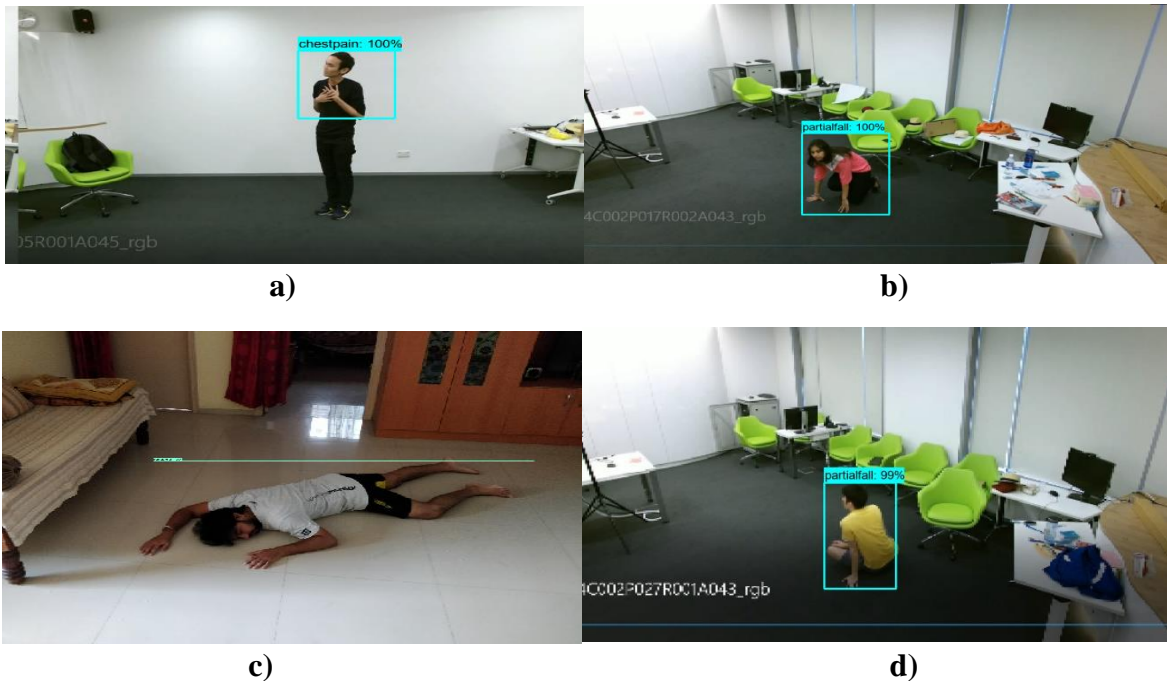 chestpain: 100%
05R001A045_rgb
a)
partialfall: 100%
4C002P017R002A043_rgb
b)
c)
partialfall: 99%
4C002P027R001A043_rgb
d)